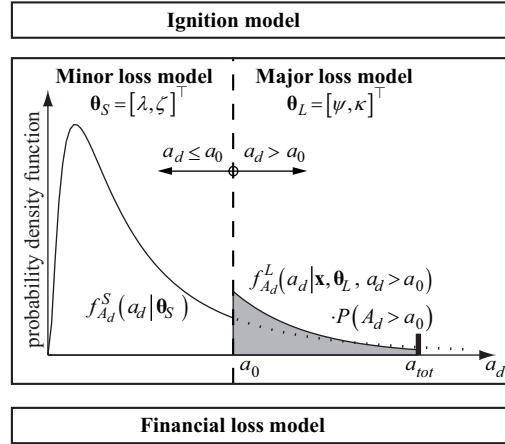 Ignition model
Minor loss model
θ_S = [λ, ζ]^⊤
Major loss model
θ_L = [ψ, κ]^⊤
a_d ≤ a_0
a_d > a_0
probability density function
f^S_{A_d}(a_d|θ_S)
f^L_{A_d}(a_d|x, θ_L, a_d > a_0)
·P(A_d > a_0)
a_0
a_tot
a_d
Financial loss model